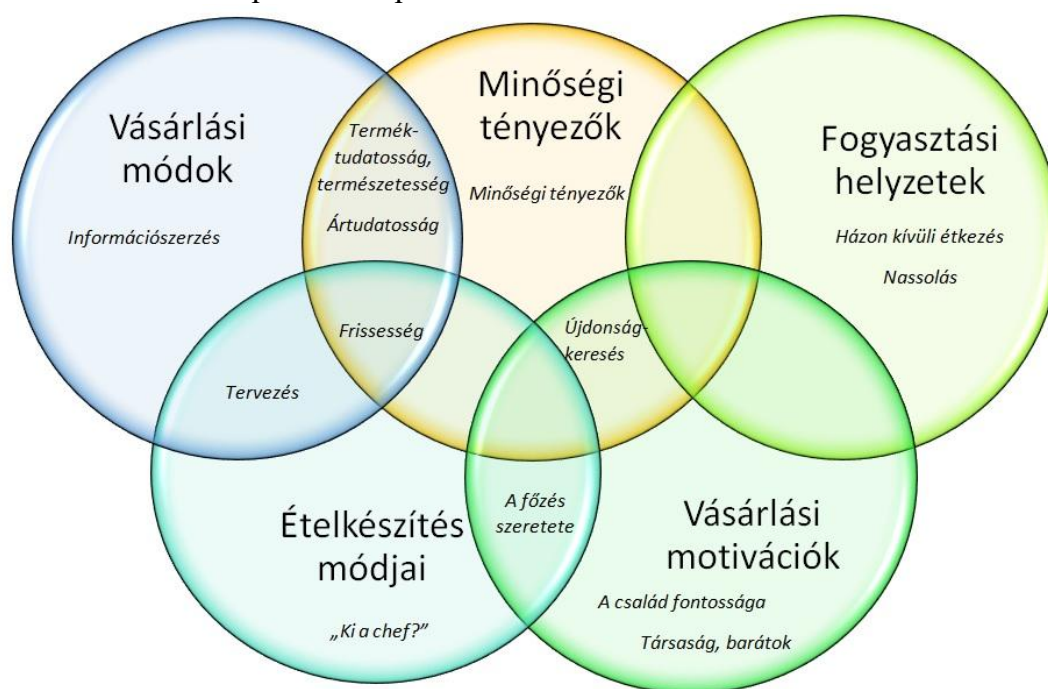 Vásárlási
módok
Információszerzés
Termék-
tudatosság,
természetesség
Ártudatosság
Minőségi
tényezők
Minőségi tényezők
Fogyasztási
helyzetek
Házon kívüli étkezés
Nassolás
Frissesség
Újdonság-
keresés
Tervezés
Ételkészítés
módjai
„Ki a chef?”
A főzés
szeretete
Vásárlási
motivációk
A család fontossága
Társaság, barátok